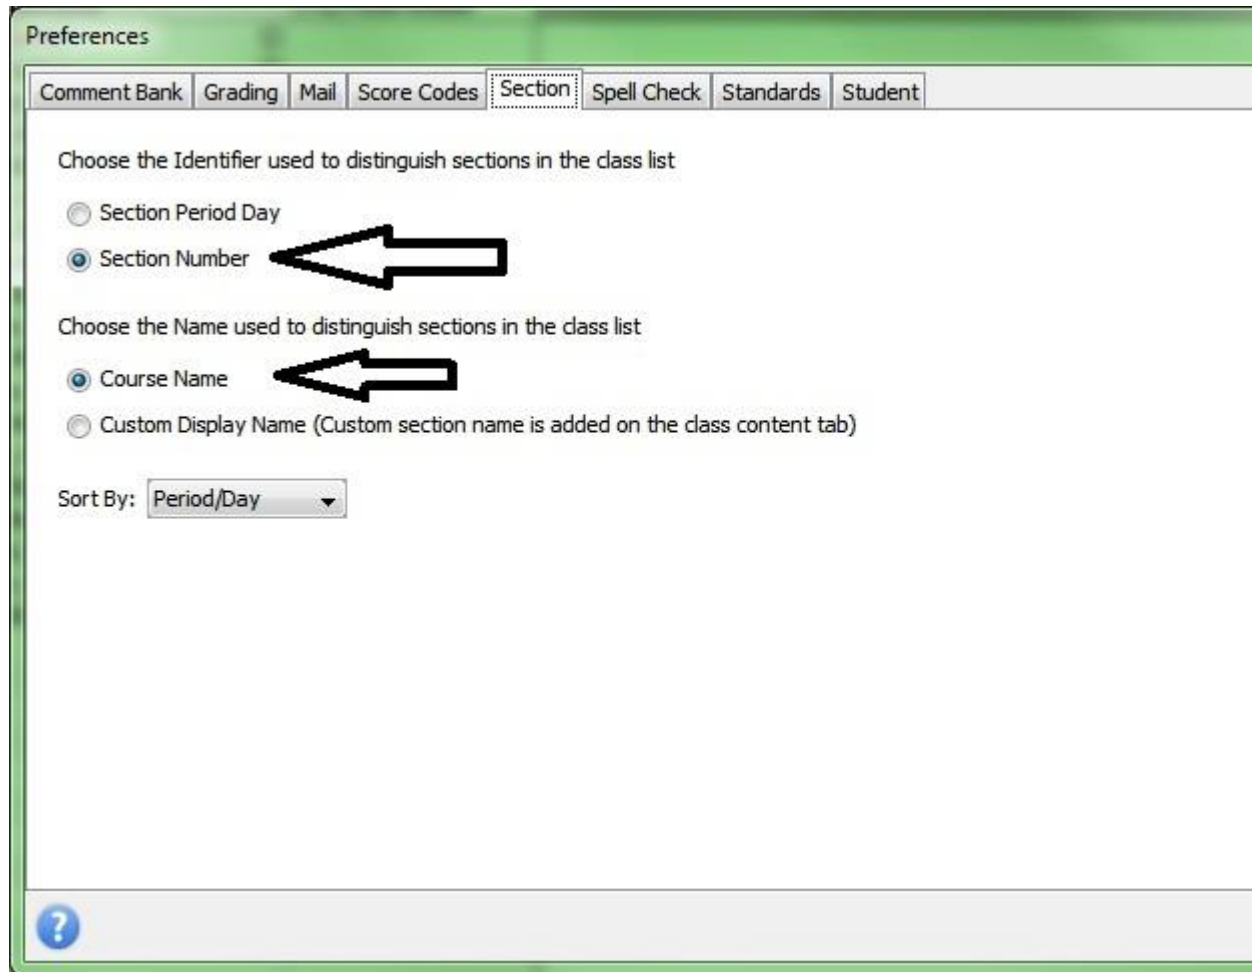 Preferences
Comment Bank Grading Mail Score Codes Section Spell Check Standards Student
Choose the Identifier used to distinguish sections in the class list
Section Period Day
Section Number
Choose the Name used to distinguish sections in the class list
Course Name
Custom Display Name (Custom section name is added on the class content tab)
Sort By: Period/Day
?